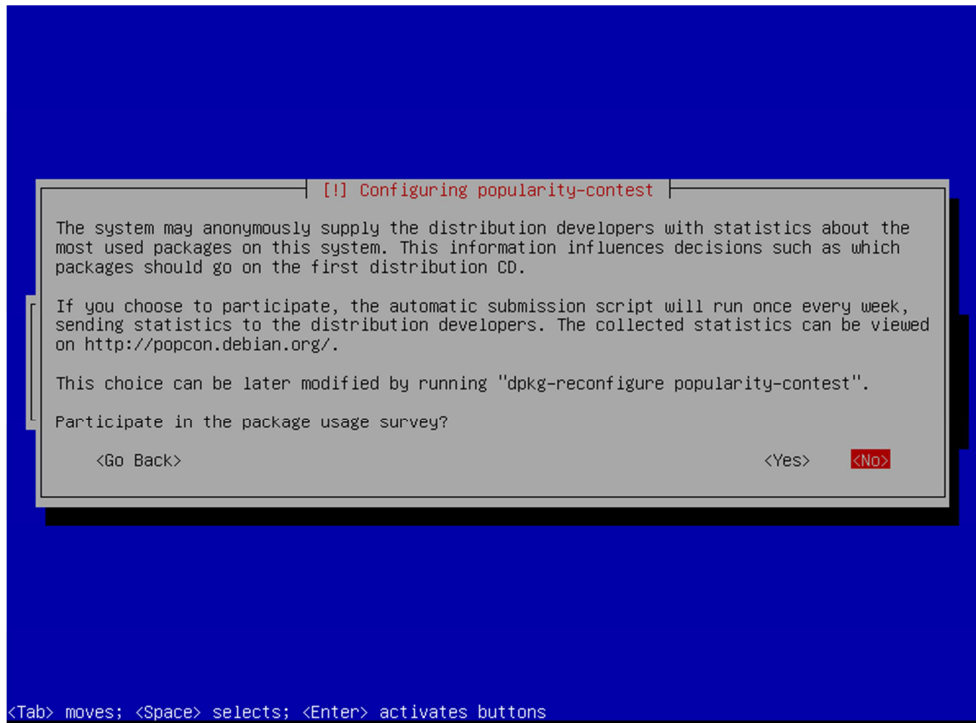 [!] Configuring popularity-contest
The system may anonymously supply the distribution developers with statistics about the
most used packages on this system. This information influences decisions such as which
packages should go on the first distribution CD.
If you choose to participate, the automatic submission script will run once every week,
sending statistics to the distribution developers. The collected statistics can be viewed
on http://popcon.debian.org/.
This choice can be later modified by running "dpkg-reconfigure popularity-contest".
Participate in the package usage survey?
<Go Back> <Yes> <No>
<Tab> moves; <Space> selects; <Enter> activates buttons